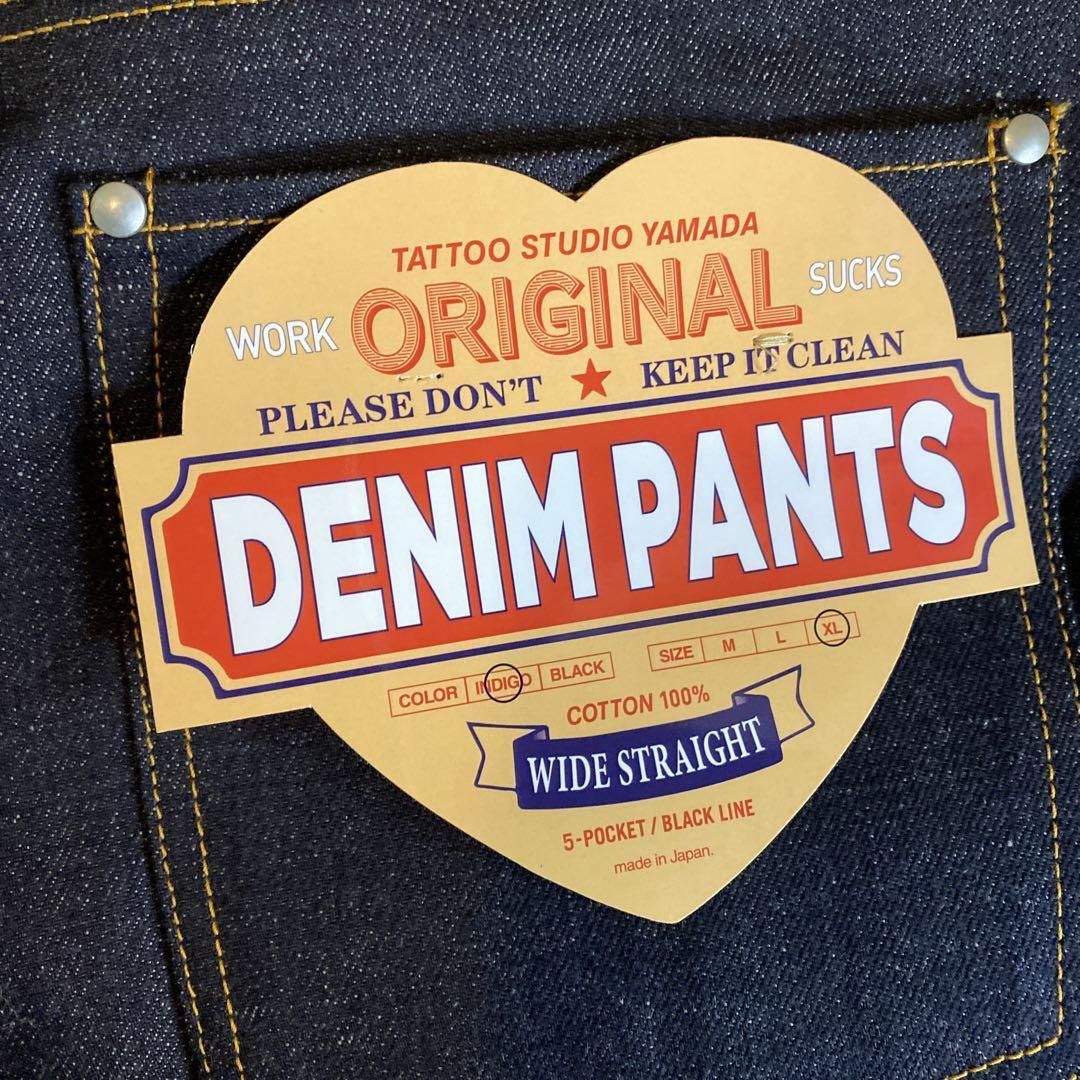 TATTOO STUDIO YAMADA
WORK ORIGINAL SUCKS
PLEASE DON'T ★ KEEP IT CLEAN
DENIM PANTS
COLOR INDIGO BLACK SIZE M L XL
COTTON 100%
WIDE STRAIGHT
5-POCKET / BLACK LINE
made in Japan.